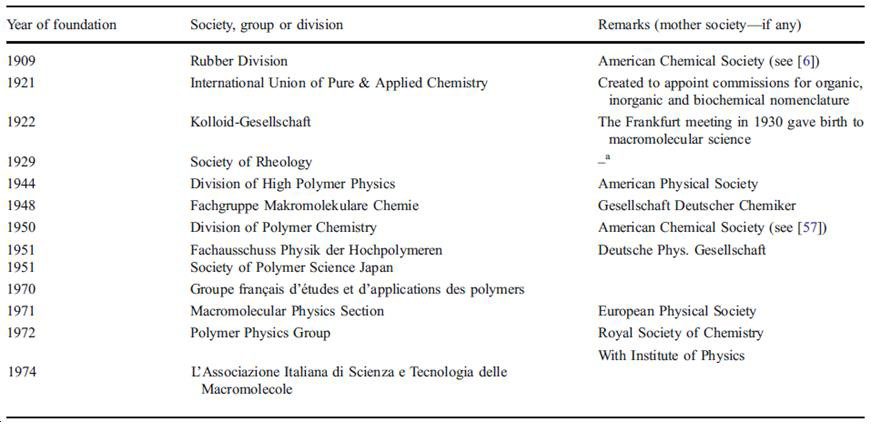 Year of foundation Society, group or division Remarks (mother society—if any)
1909 Rubber Division American Chemical Society (see [6])
1921 International Union of Pure & Applied Chemistry Created to appoint commissions for organic,
inorganic and biochemical nomenclature
1922 Kolloid-Gesellschaft The Frankfurt meeting in 1930 gave birth to
macromolecular science
1929 Society of Rheology –a
1944 Division of High Polymer Physics American Physical Society
1948 Fachgruppe Makromolekulare Chemie Gesellschaft Deutscher Chemiker
1950 Division of Polymer Chemistry American Chemical Society (see [57])
1951 Fachausschuss Physik der Hochpolymeren Deutsche Phys. Gesellschaft
1951 Society of Polymer Science Japan
1970 Groupe français d'études et d'applications des polymers
1971 Macromolecular Physics Section European Physical Society
1972 Polymer Physics Group Royal Society of Chemistry
With Institute of Physics
1974 L'Associazione Italiana di Scienza e Tecnologia delle
Macromolecole